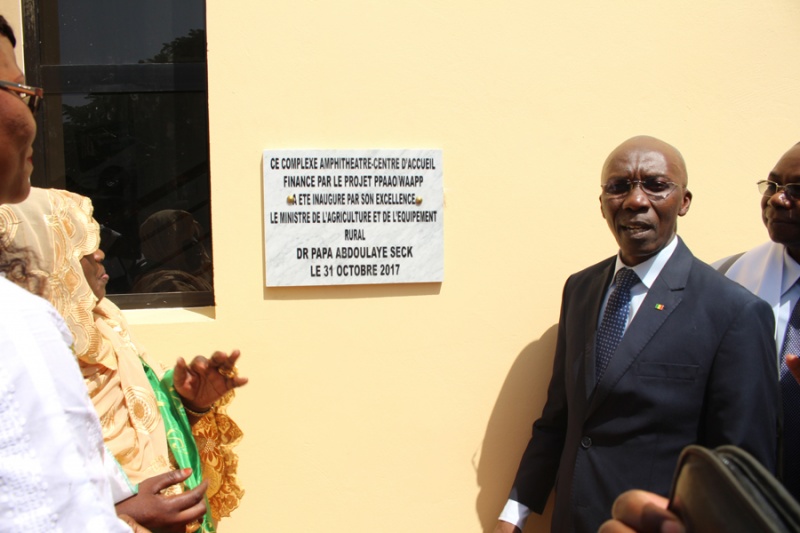 CE COMPLEXE AMPHITHEATRE-CENTRE D'ACCUEIL
FINANCE PAR LE PROJET PPAAO/WAAPP
A ETE INAUGURE PAR SON EXCELLENCE
LE MINISTRE DE L'AGRICULTURE ET DE L'EQUIPEMENT
RURAL
DR PAPA ABDOULAYE SECK
LE 31 OCTOBRE 2017